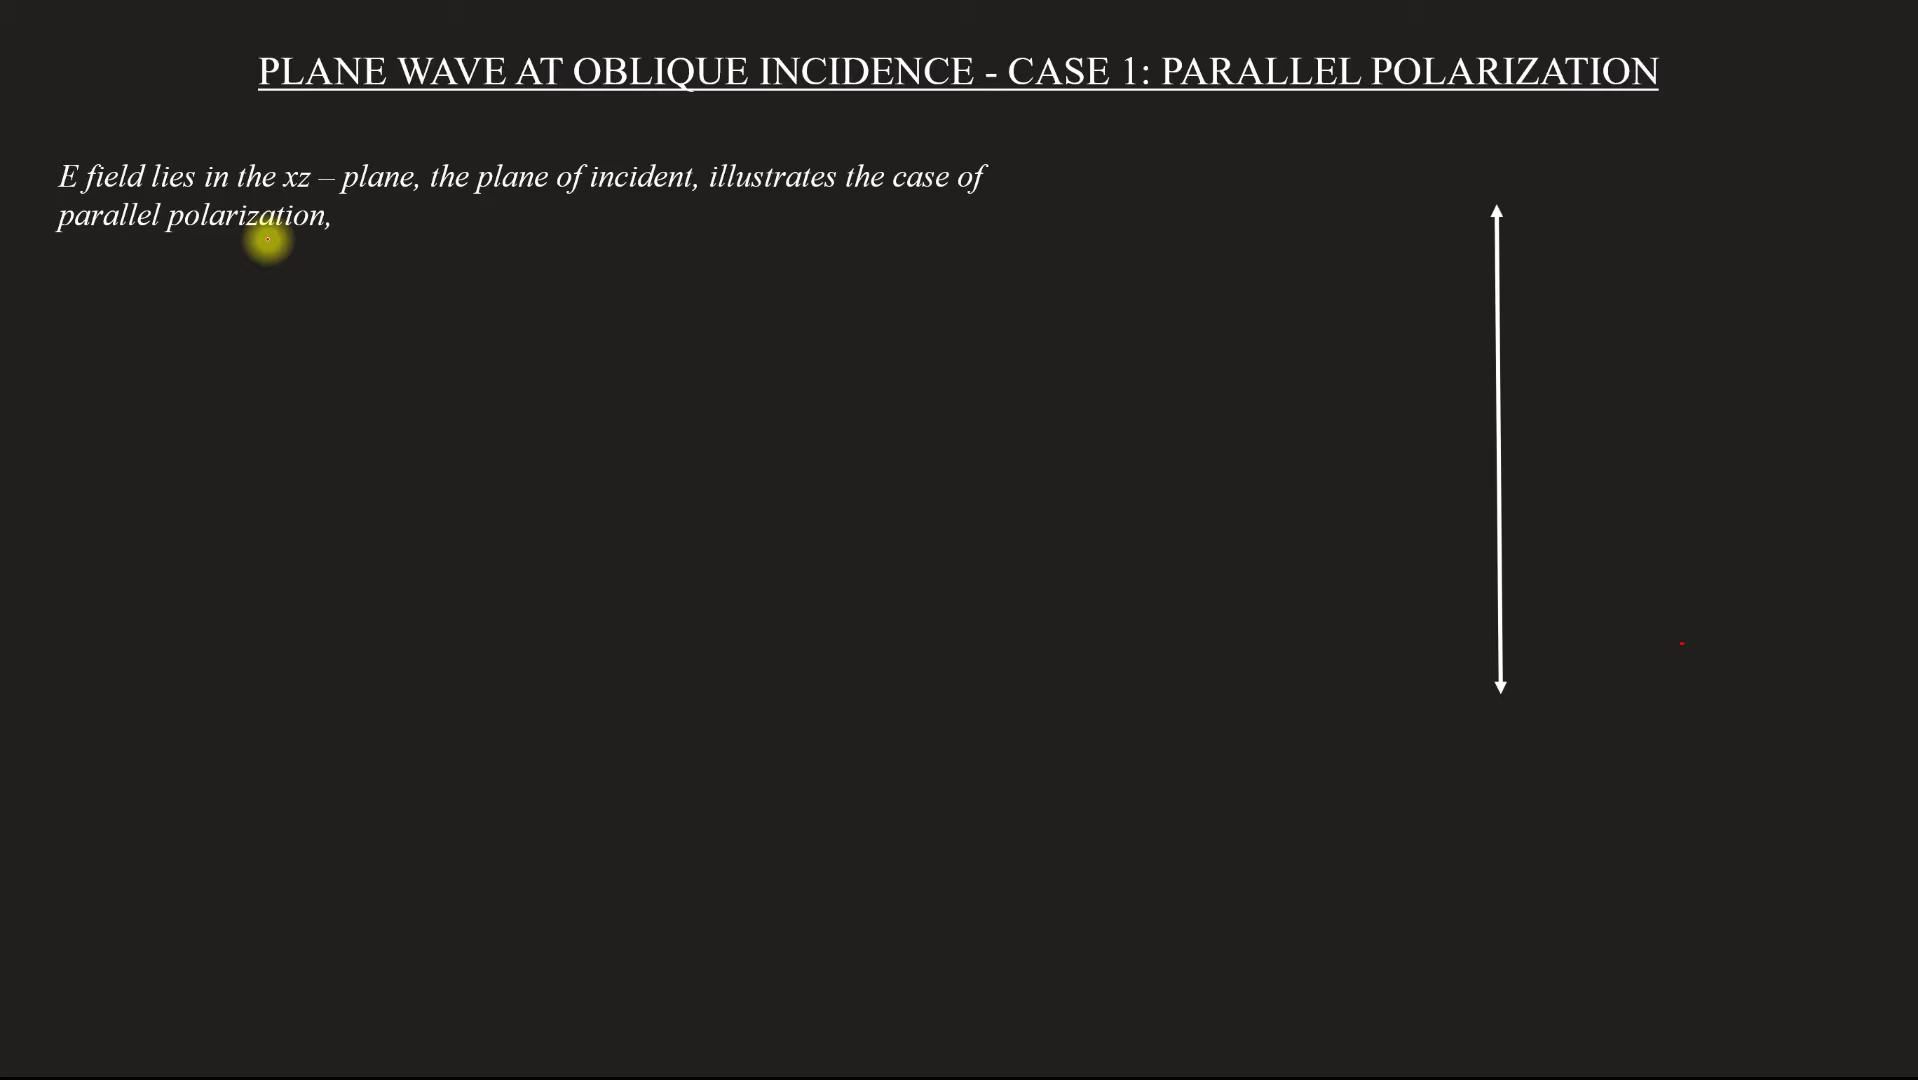 PLANE WAVE AT OBLIQUE INCIDENCE - CASE 1: PARALLEL POLARIZATION
E field lies in the xz – plane, the plane of incident, illustrates the case of
parallel polarization,